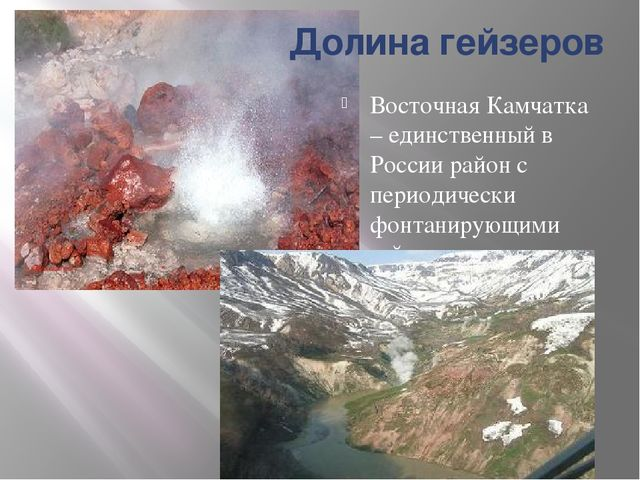 Долина гейзеров
Восточная Камчатка
– единственный в
России район с
периодически
фонтанирующими